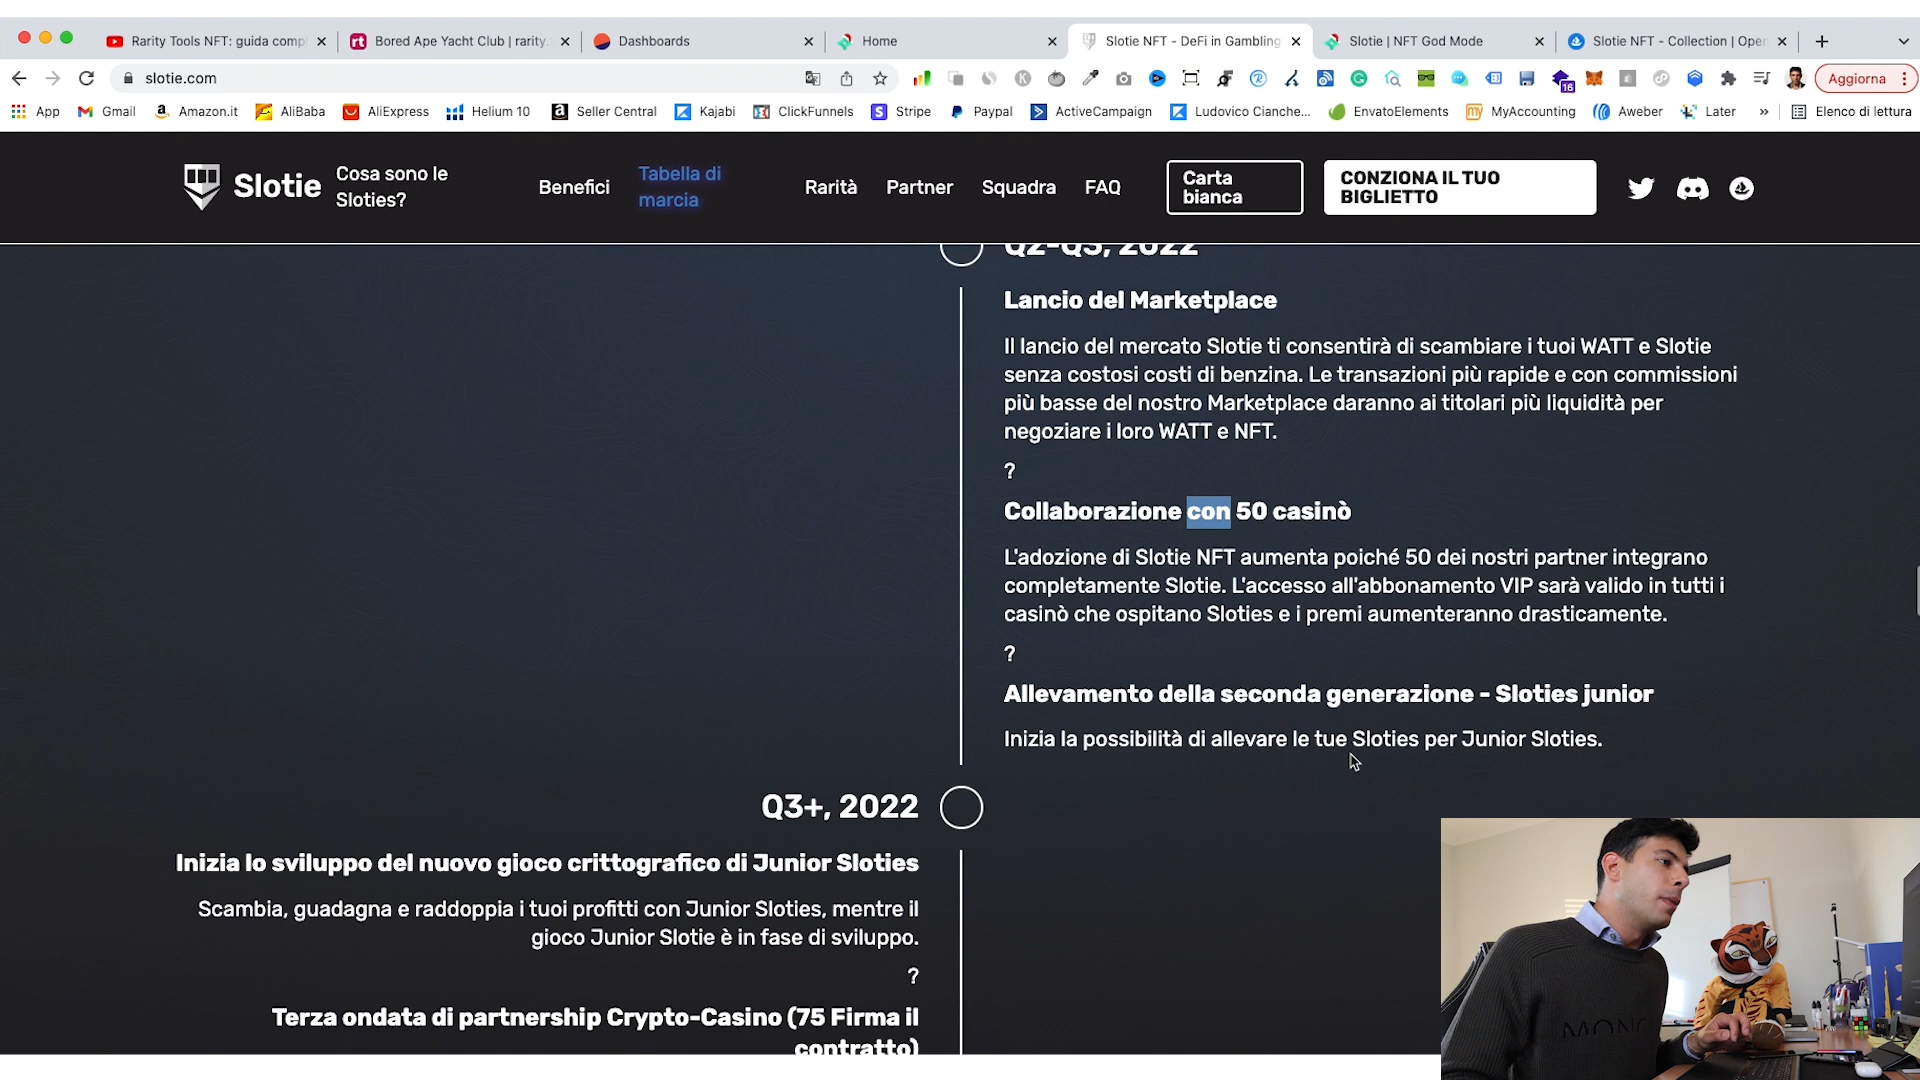 Rarity Tools NFT: guida comp
Bored Ape Yacht Club | rarity.
Dashboards
Home
Slotie NFT - DeFi in Gambling
Slotie | NFT God Mode
Slotie NFT - Collection | Open
slotie.com
Aggiorna
App
Gmail
Amazon.it
AliBaba
AliExpress
Helium 10
Seller Central
Kajabi
ClickFunnels
Stripe
Paypal
ActiveCampaign
Ludovico Cianche...
EnvatoElements
MyAccounting
Aweber
Later
»
Elenco di lettura
Slotie
Cosa sono le
Sloties?
Benefici
Tabella di
marcia
Rarità
Partner
Squadra
FAQ
Carta
bianca
CONZIONA IL TUO
BIGLIETTO
Q2-Q3, 2022
Lancio del Marketplace
Il lancio del mercato Slotie ti consentirà di scambiare i tuoi WATT e Slotie
senza costosi costi di benzina. Le transazioni più rapide e con commissioni
più basse del nostro Marketplace daranno ai titolari più liquidità per
negoziare i loro WATT e NFT.
?
Collaborazione con 50 casinò
L'adozione di Slotie NFT aumenta poiché 50 dei nostri partner integrano
completamente Slotie. L'accesso all'abbonamento VIP sarà valido in tutti i
casinò che ospitano Sloties e i premi aumenteranno drasticamente.
?
Allevamento della seconda generazione - Sloties junior
Inizia la possibilità di allevare le tue Sloties per Junior Sloties.
Q3+, 2022
Inizia lo sviluppo del nuovo gioco crittografico di Junior Sloties
Scambia, guadagna e raddoppia i tuoi profitti con Junior Sloties, mentre il
gioco Junior Slotie è in fase di sviluppo.
?
Terza ondata di partnership Crypto-Casino (75 Firma il
contratto)